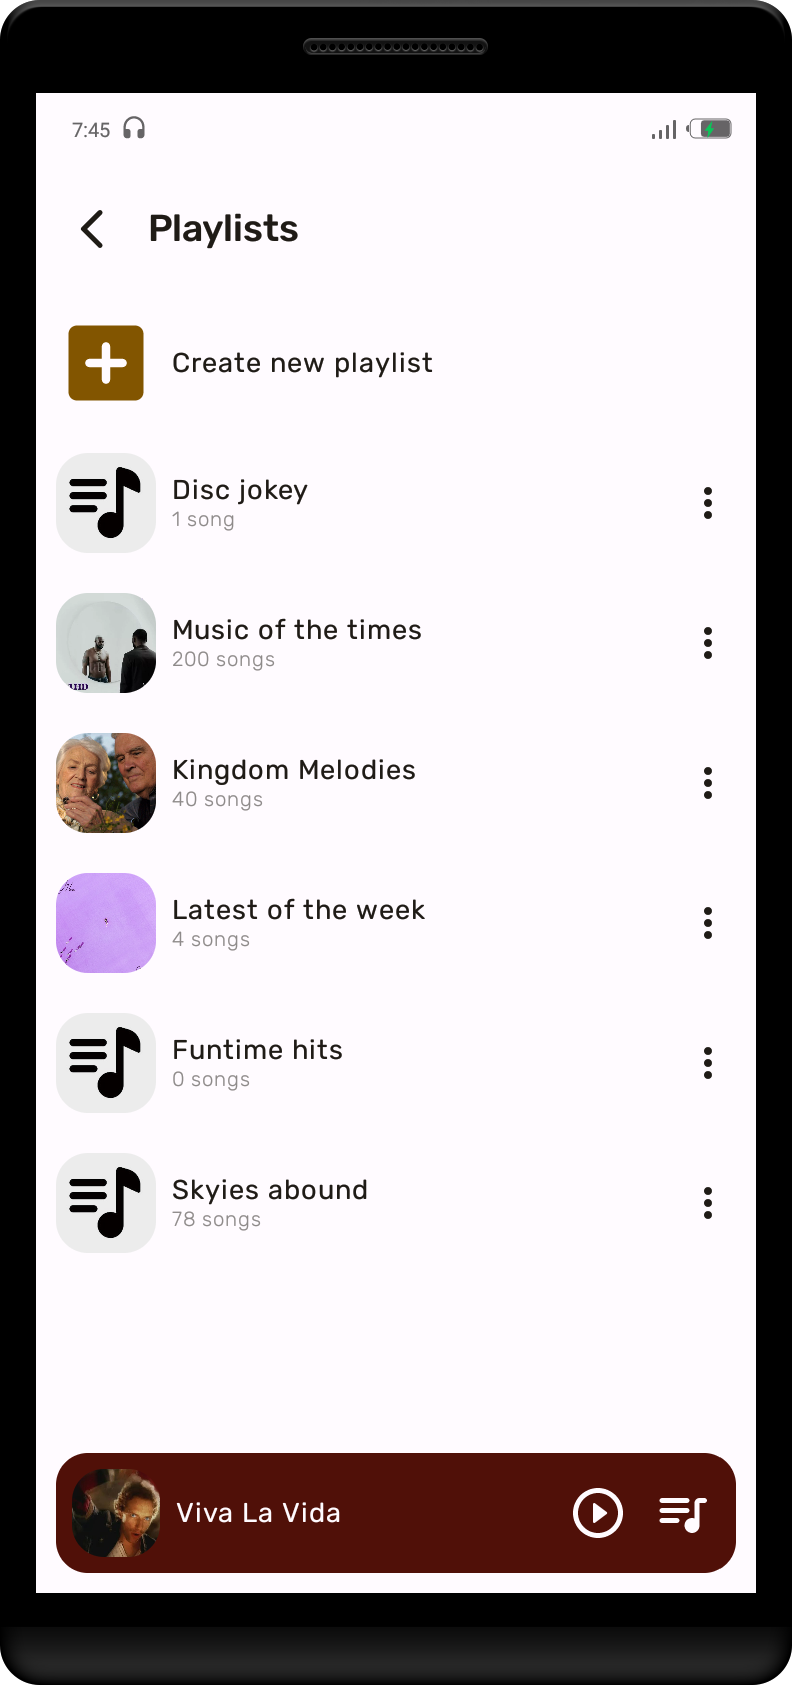 7:45
Playlists
Create new playlist
Disc jokey
1 song
Music of the times
200 songs
Kingdom Melodies
40 songs
Latest of the week
4 songs
Funtime hits
0 songs
Skyies abound
78 songs
Viva La Vida